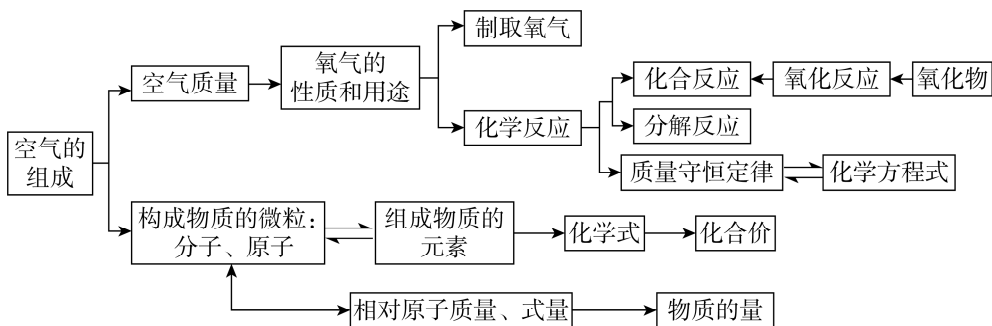 制取氧气
空气质量
氧气的
性质和用途
化合反应
氧化反应
氧化物
化学反应
分解反应
空气的
组成
质量守恒定律
化学方程式
构成物质的微粒：
分子、原子
组成物质的
元素
化学式
化合价
相对原子质量、式量
物质的量